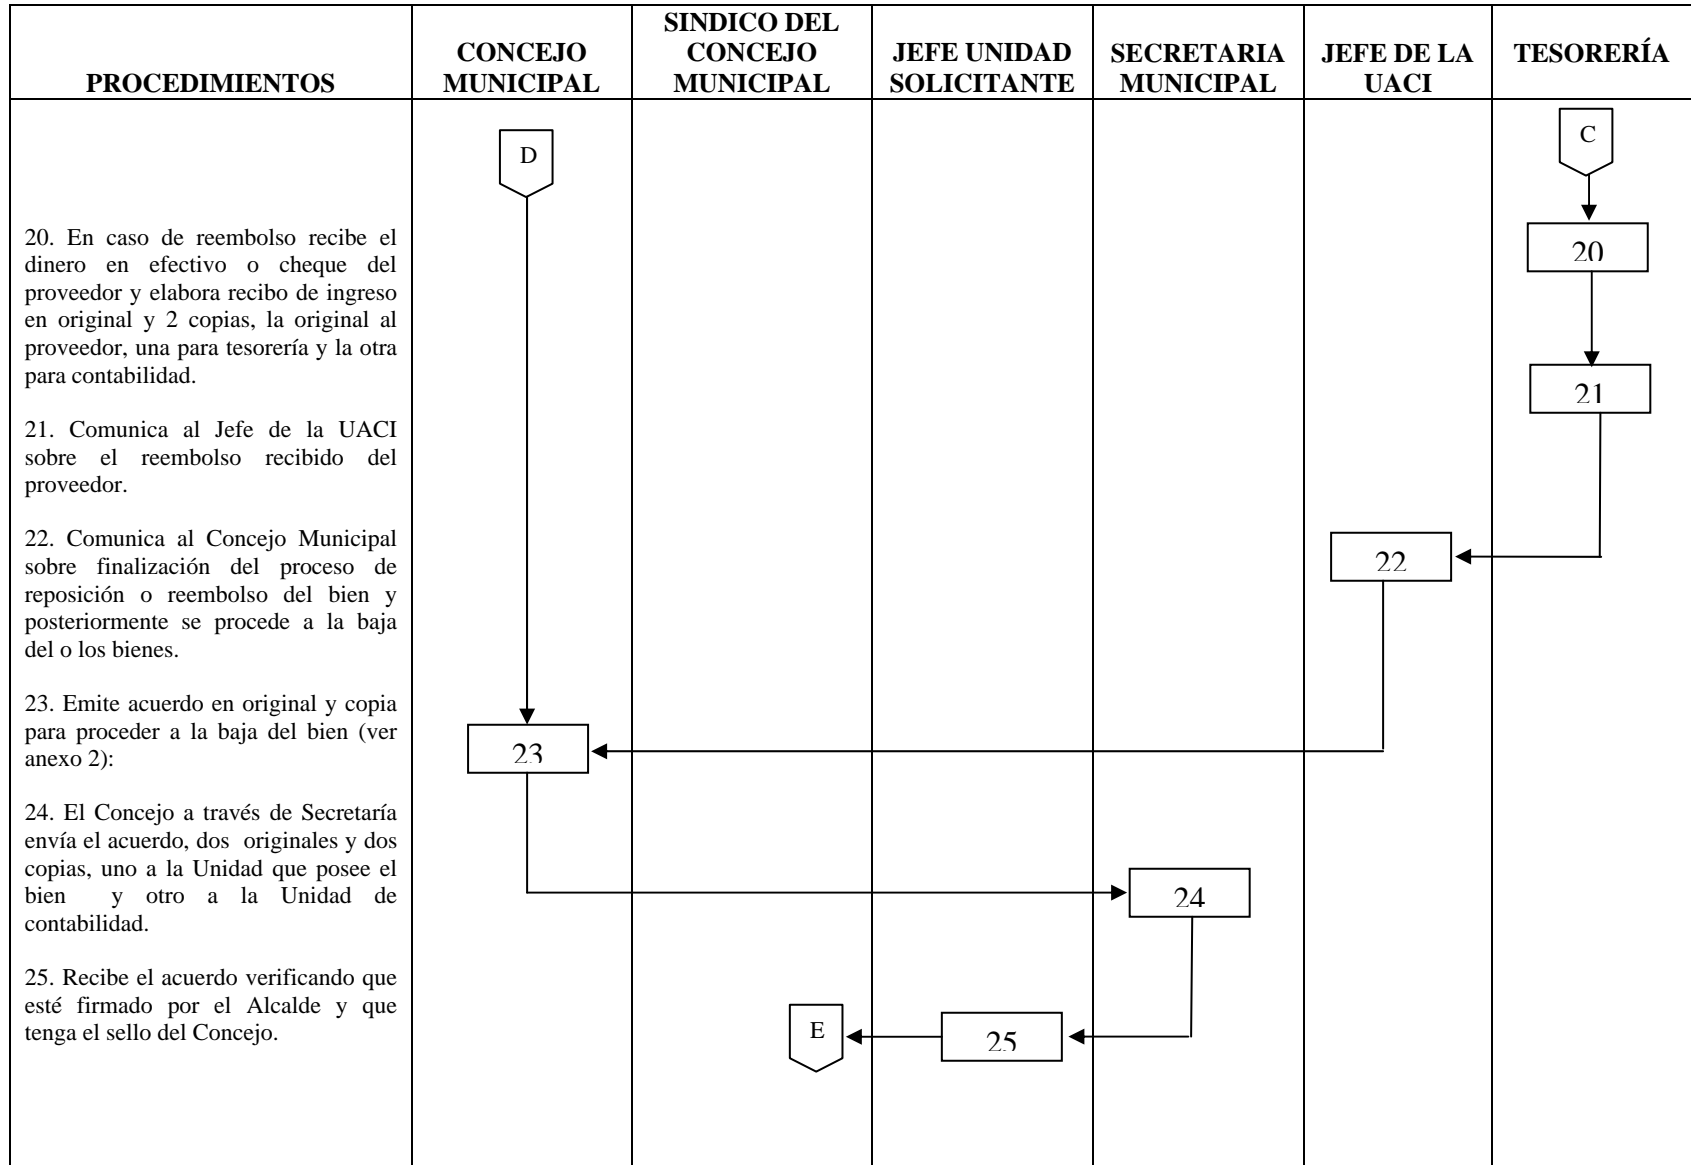 PROCEDIMIENTOS
CONCEJO
MUNICIPAL
SINDICO DEL
CONCEJO
MUNICIPAL
JEFE UNIDAD
SOLICITANTE
SECRETARIA
MUNICIPAL
JEFE DE LA
UACI
TESORERÍA
D
C
20. En caso de reembolso recibe el
dinero en efectivo o cheque del
proveedor y elabora recibo de ingreso
en original y 2 copias, la original al
proveedor, una para tesorería y la otra
para contabilidad.
20
21
21. Comunica al Jefe de la UACI
sobre el reembolso recibido del
proveedor.
22. Comunica al Concejo Municipal
sobre finalización del proceso de
reposición o reembolso del bien y
posteriormente se procede a la baja
del o los bienes.
22
23. Emite acuerdo en original y copia
para proceder a la baja del bien (ver
anexo 2):
23
24. El Concejo a través de Secretaría
envía el acuerdo, dos originales y dos
copias, uno a la Unidad que posee el
bien y otro a la Unidad de
contabilidad.
24
25. Recibe el acuerdo verificando que
esté firmado por el Alcalde y que
tenga el sello del Concejo.
E
25